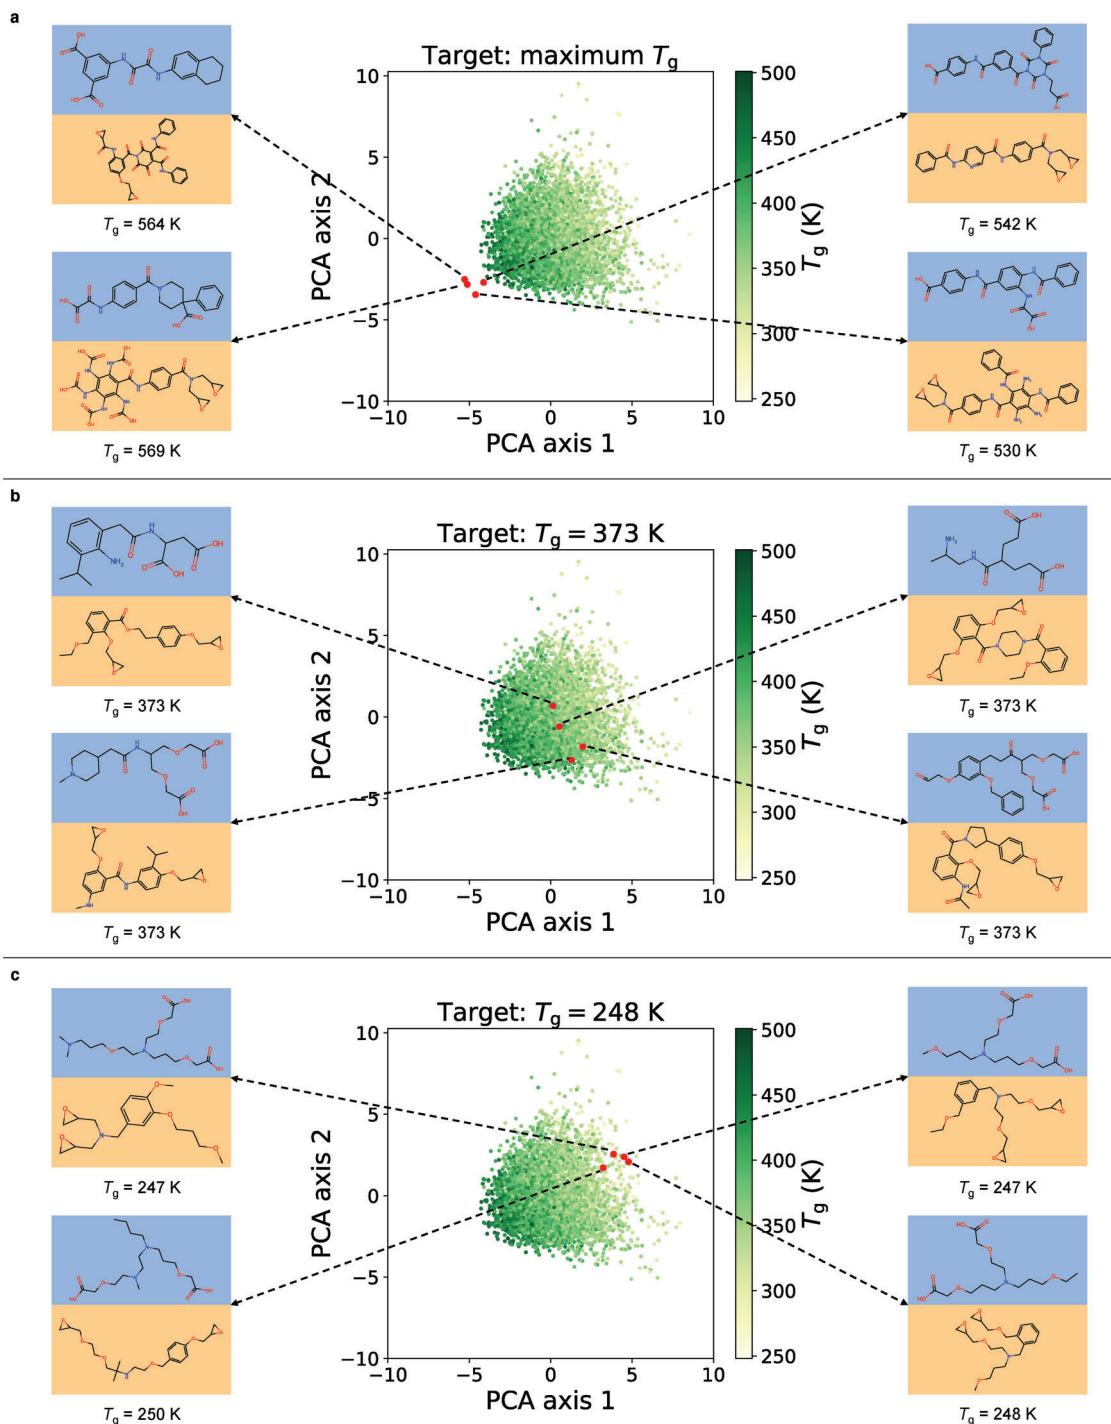 a
Target: maximum Tg
10
5
0
−5
−10
−10
−5
0
5
10
PCA axis 1
PCA axis 2
500
450
400
350
300
250
Tg (K)
Tg = 564 K
Tg = 569 K
Tg = 542 K
Tg = 530 K
b
Target: Tg = 373 K
10
5
0
−5
−10
−10
−5
0
5
10
PCA axis 1
PCA axis 2
500
450
400
350
300
250
Tg (K)
Tg = 373 K
Tg = 373 K
Tg = 373 K
Tg = 373 K
c
Target: Tg = 248 K
10
5
0
−5
−10
−10
−5
0
5
10
PCA axis 1
PCA axis 2
500
450
400
350
300
250
Tg (K)
Tg = 247 K
Tg = 250 K
Tg = 247 K
Tg = 248 K